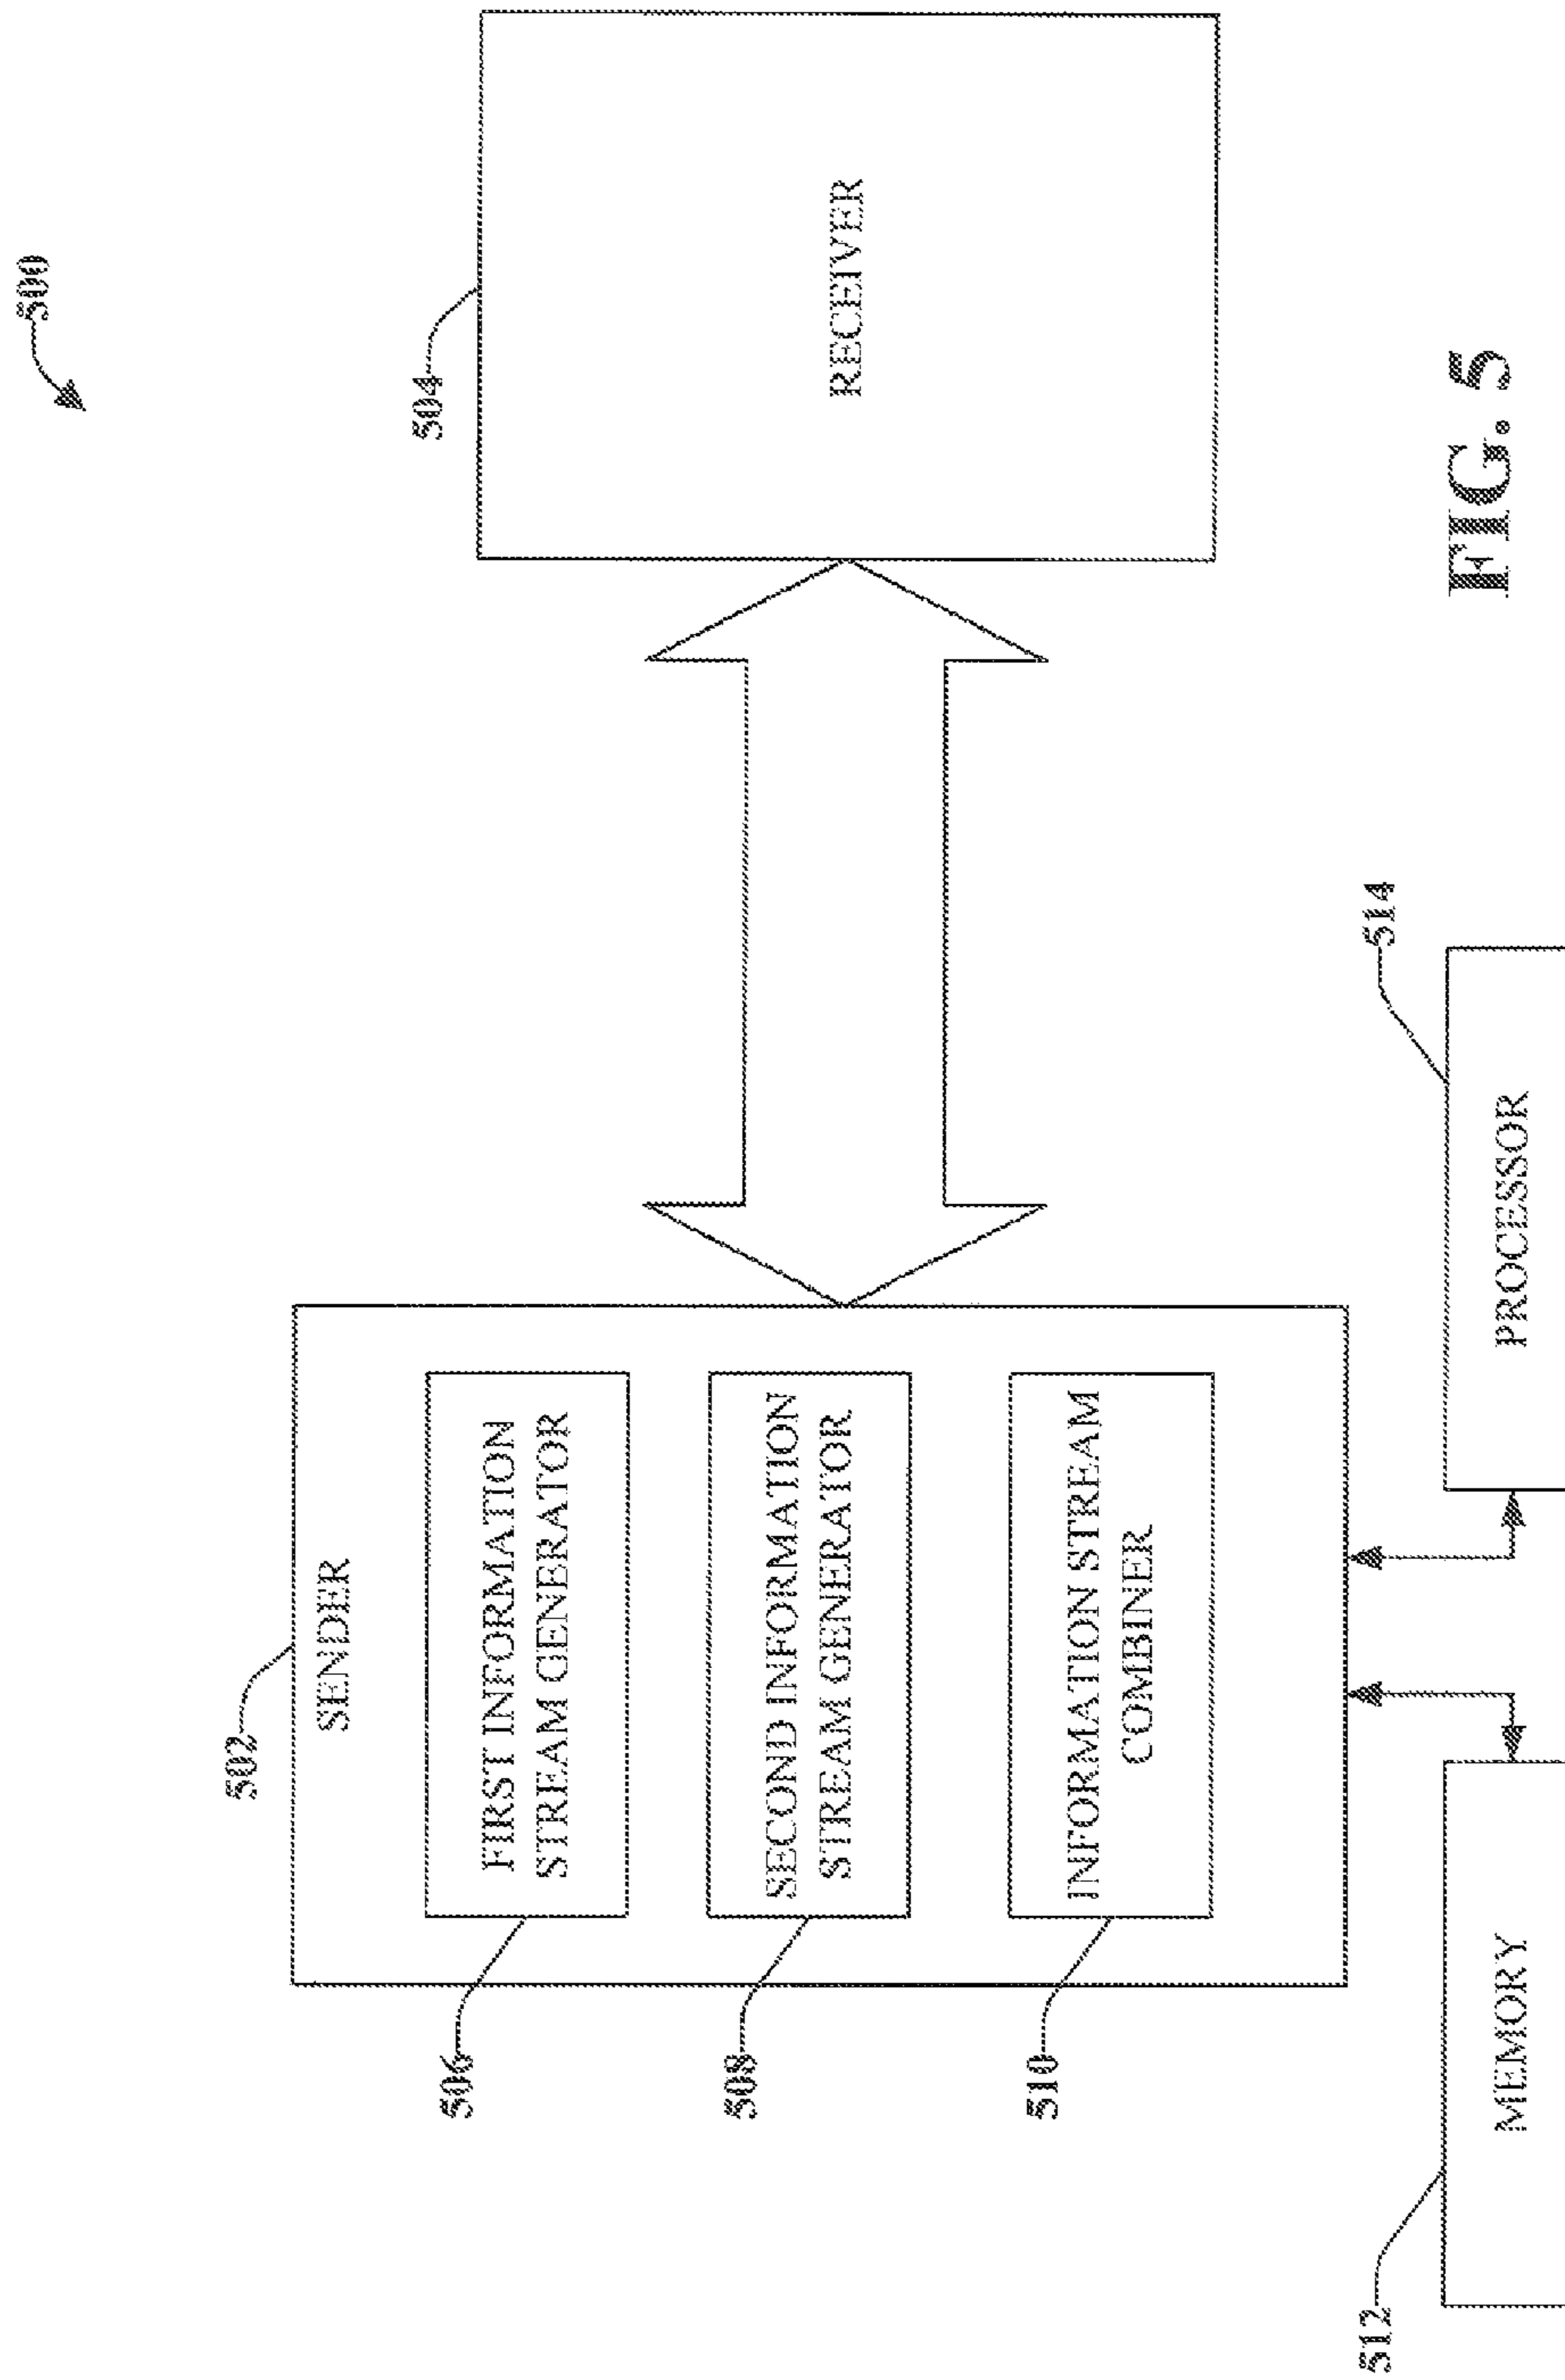 500
502
SENDER
504
506
FIRST INFORMATION
STREAM GENERATOR
508
SECOND INFORMATION
STREAM GENERATOR
RECEIVER
510
INFORMATION STREAM
COMBINER
512
514
MEMORY
PROCESSOR
FIG. 5